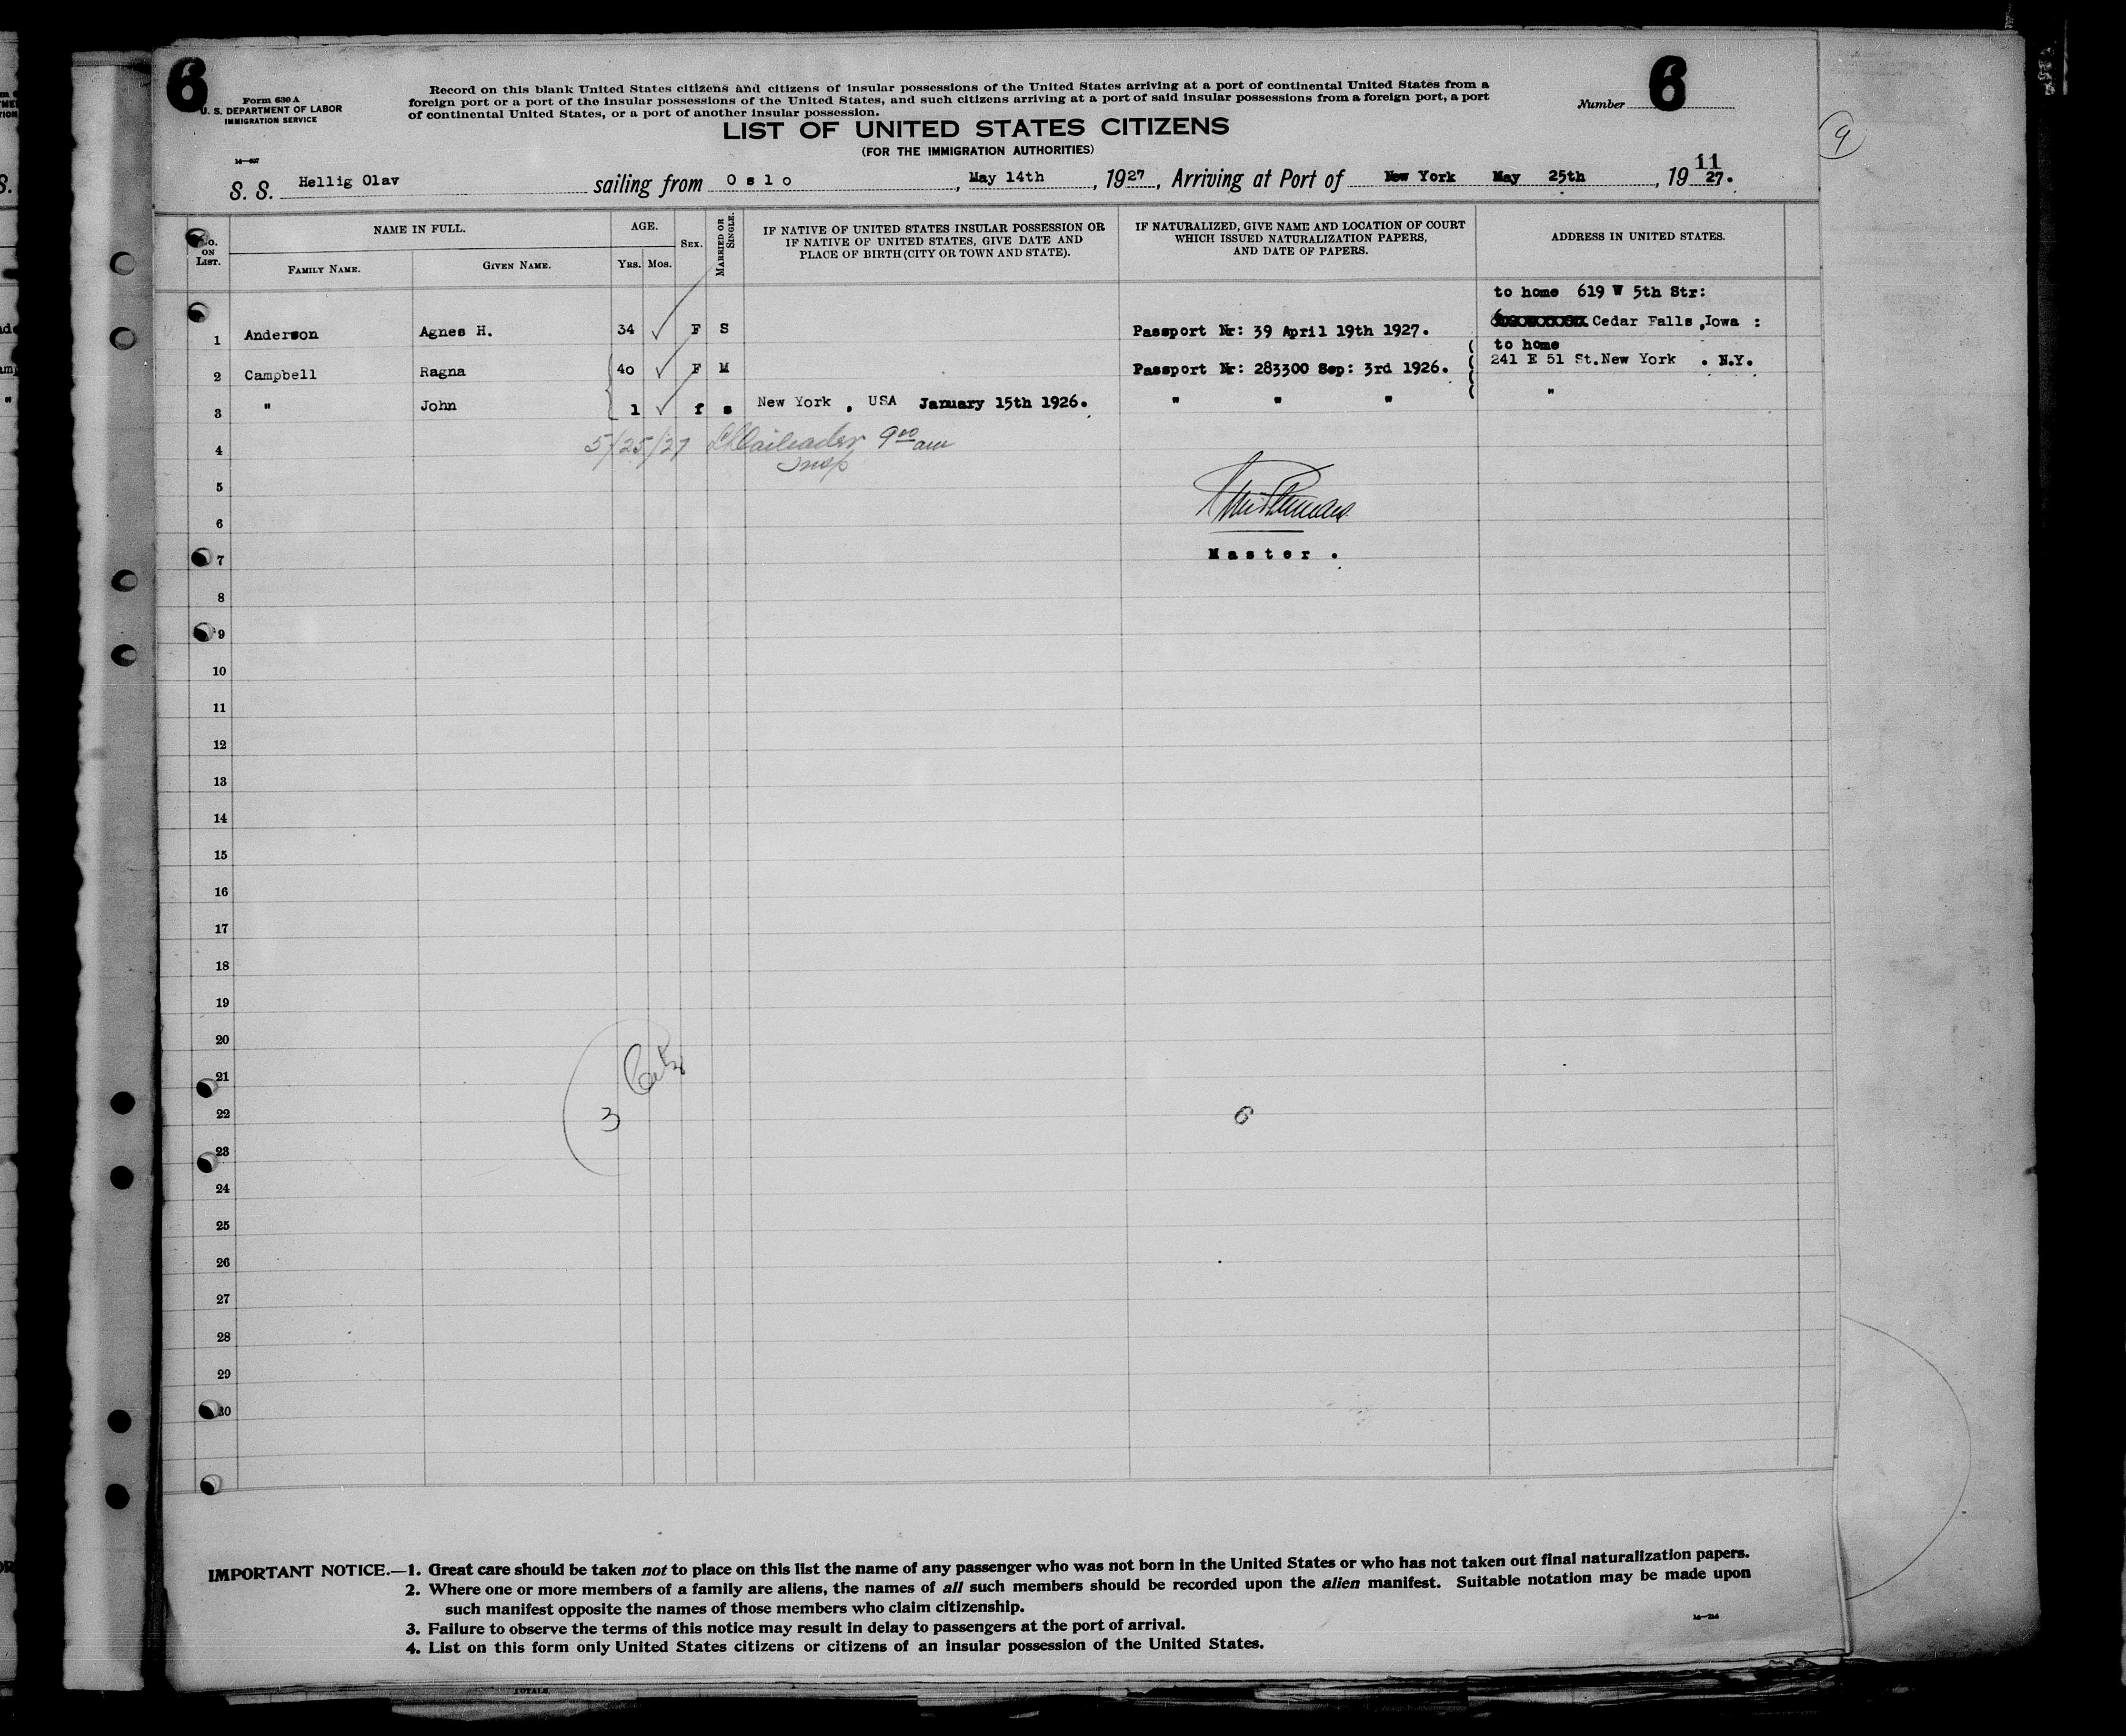 6
6
Form 630 A
U. S. DEPARTMENT OF LABOR
IMMIGRATION SERVICE
14—937
Record on this blank United States citizens and citizens of insular possessions of the United States arriving at a port of continental United States from a
foreign port or a port of the insular possessions of the United States, and such citizens arriving at a port of said insular possessions from a foreign port, a port
of continental United States, or a port of another insular possession.
Number
9
LIST OF UNITED STATES CITIZENS
(FOR THE IMMIGRATION AUTHORITIES)
11
S. S. Hellig Olav sailing from Oslo, May 14th, 1927, Arriving at Port of New York May 25th, 1927.
No. ON LIST.
NAME IN FULL.
FAMILY NAME. GIVEN NAME.
AGE.
YRS. MOS.
SEX.
MARRIED OR SINGLE.
IF NATIVE OF UNITED STATES INSULAR POSSESSION OR
IF NATIVE OF UNITED STATES, GIVE DATE AND
PLACE OF BIRTH (CITY OR TOWN AND STATE).
IF NATURALIZED, GIVE NAME AND LOCATION OF COURT
WHICH ISSUED NATURALIZATION PAPERS,
AND DATE OF PAPERS.
ADDRESS IN UNITED STATES.
to home 619 W 5th Str:
1 Anderson Agnes H. 34 ✓ F S Passport Nr: 39 April 19th 1927. Cedar Falls, Iowa :
to home
2 Campbell Ragna 40 ✓ F M Passport Nr: 283300 Sep: 3rd 1926. 241 E 51 St. New York . N.Y.
3 " John 1 ✓ f s New York , USA January 15th 1926. " " " "
4 5/25/27 9 00 am
Insp
5
6
7 Master .
8
9
10
11
12
13
14
15
16
17
18
19
20
21
22 3 6
23
24
25
26
27
28
29
30
IMPORTANT NOTICE.—1. Great care should be taken not to place on this list the name of any passenger who was not born in the United States or who has not taken out final naturalization papers.
2. Where one or more members of a family are aliens, the names of all such members should be recorded upon the alien manifest. Suitable notation may be made upon
such manifest opposite the names of those members who claim citizenship.
3. Failure to observe the terms of this notice may result in delay to passengers at the port of arrival.
4. List on this form only United States citizens or citizens of an insular possession of the United States.
TOTALS.